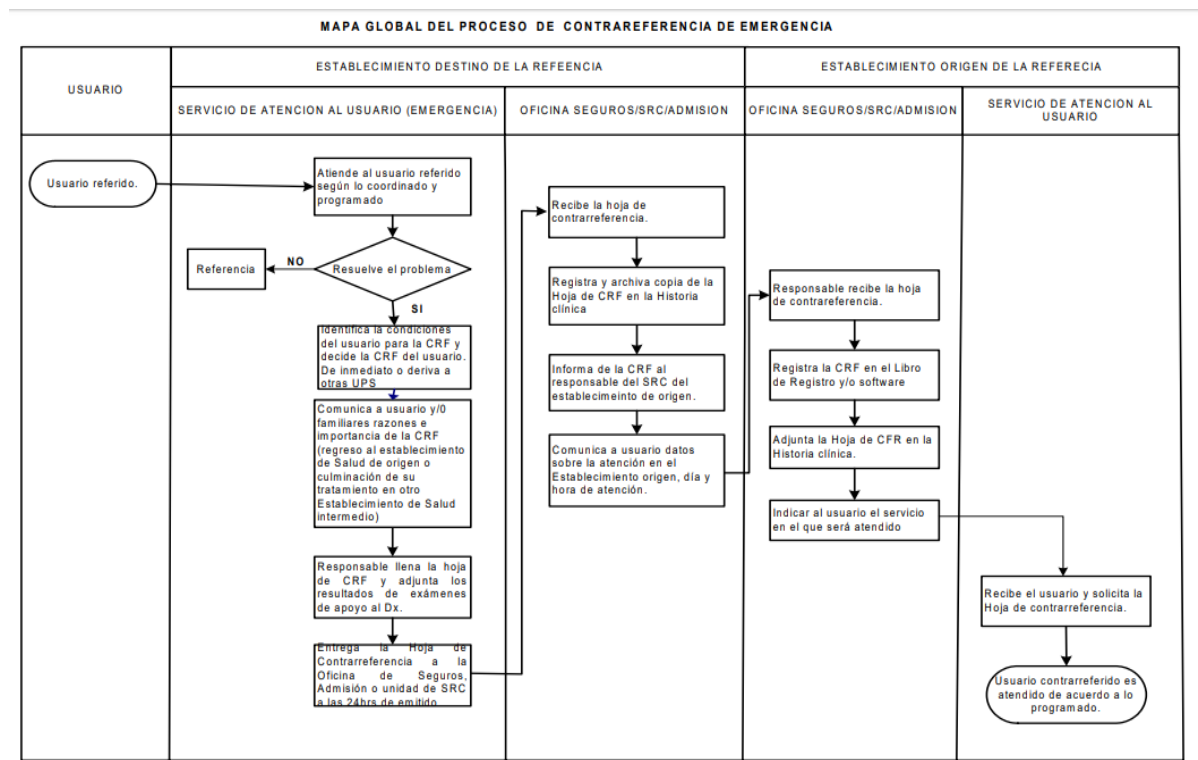 MAPA GLOBAL DEL PROCESO DE CONTRAREFERENCIA DE EMERGENCIA
USUARIO
ESTABLECIMIENTO DESTINO DE LA REFEENCIA
ESTABLECIMIENTO ORIGEN DE LA REFERECIA
SERVICIO DE ATENCION AL USUARIO (EMERGENCIA)
OFICINA SEGUROS/SRC/ADMISION
OFICINA SEGUROS/SRC/ADMISION
SERVICIO DE ATENCION AL
USUARIO
Usuario referido.
Atiende al usuario referido
según lo coordinado y
programado
Resuelve el problema
NO
Referencia
SI
Identifica la condiciones
del usuario para la CRF y
decide la CRF del usuario.
De inmediato o deriva a
otras UPS
Comunica a usuario y/0
familiares razones e
importancia de la CRF
(regreso al establecimiento
de Salud de origen o
culminación de su
tratamiento en otro
Establecimiento de Salud
intermedio)
Responsable llena la hoja
de CRF y adjunta los
resultados de exámenes
de apoyo al Dx.
Entrega la Hoja de
Contrarreferencia a la
Oficina de Seguros,
Admisión o unidad de SRC
a las 24hrs de emitido
Recibe la hoja de
contrarreferencia.
Registra y archiva copia de la
Hoja de CRF en la Historia
clínica
Informa de la CRF al
responsable del SRC del
establecimeinto de origen.
Comunica a usuario datos
sobre la atención en el
Establecimiento origen, día y
hora de atención.
Responsable recibe la hoja
de contrareferencia.
Registra la CRF en el Libro
de Registro y/o software
Adjunta la Hoja de CFR en la
Historia clínica.
Indicar al usuario el servicio
en el que será atendido
Recibe el usuario y solicita la
Hoja de contrarreferencia.
Usuario contrarreferido es
atendido de acuerdo a lo
programado.